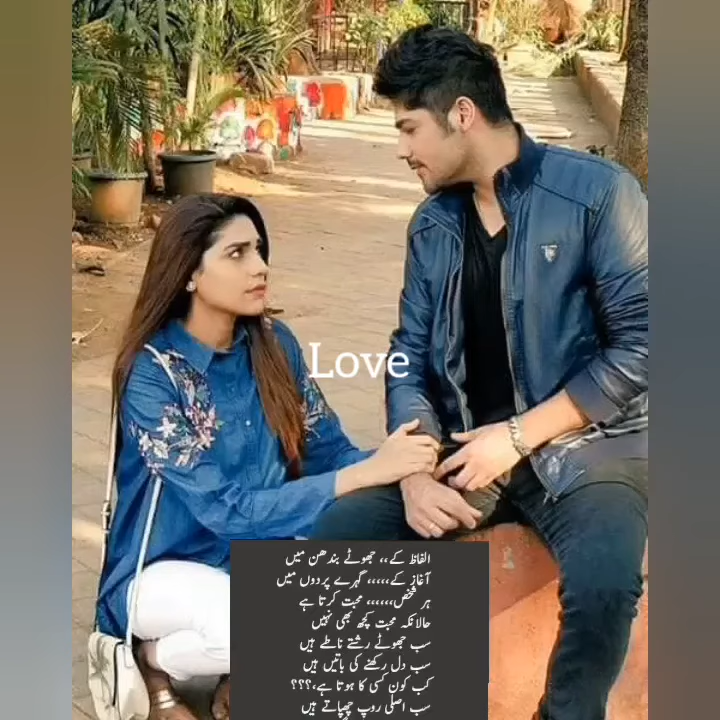 Love
الفاظ کے،، جھوٹے بندھن میں
آغاز کے،،،،، گہرے پردوں میں
ہر شخص،،،،،، محبت کرتا ہے
حالانکہ محبت کچھ بھی نہیں
سب جھوٹے رشتے ناطے ہیں
سب دل رکھنے کی باتیں ہیں
کب کون کسی کا ہوتا ہے،؟؟؟
سب اصلی روپ چھپاتے ہیں